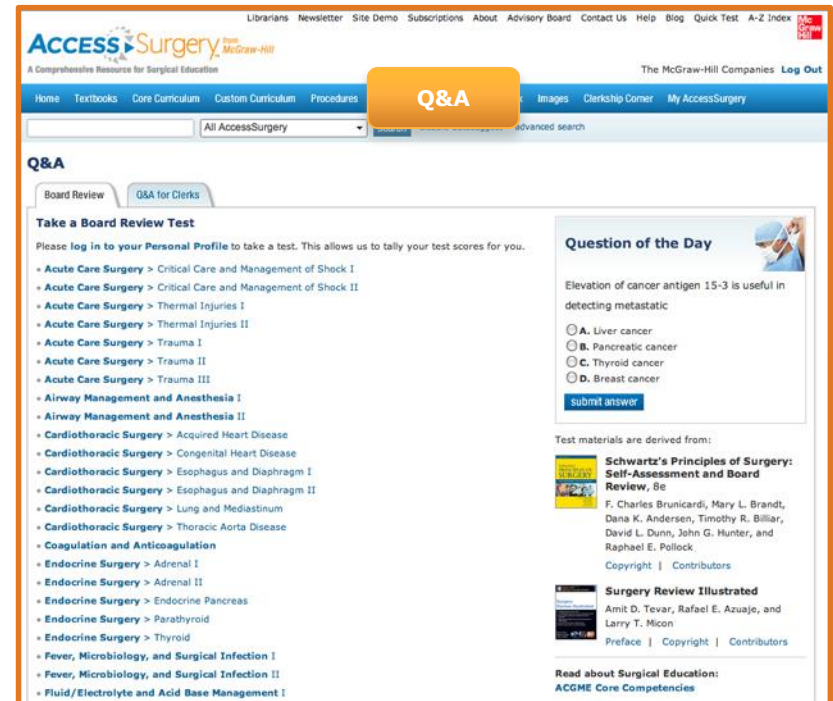 Librarians Newsletter Site Demo Subscriptions About Advisory Board Contact Us Help Blog Quick Test A-Z Index
Mc Graw Hill
ACCESS Surgery from McGraw-Hill
A Comprehensive Resource for Surgical Education
The McGraw-Hill Companies Log Out
Home Textbooks Core Curriculum Custom Curriculum Procedures Q&A Images Clerkship Corner My AccessSurgery
All AccessSurgery advanced search
Q&A
Board Review Q&A for Clerks
Take a Board Review Test
Please log in to your Personal Profile to take a test. This allows us to tally your test scores for you.
Acute Care Surgery > Critical Care and Management of Shock I
Acute Care Surgery > Critical Care and Management of Shock II
Acute Care Surgery > Thermal Injuries I
Acute Care Surgery > Thermal Injuries II
Acute Care Surgery > Trauma I
Acute Care Surgery > Trauma II
Acute Care Surgery > Trauma III
Airway Management and Anesthesia I
Airway Management and Anesthesia II
Cardiothoracic Surgery > Acquired Heart Disease
Cardiothoracic Surgery > Congenital Heart Disease
Cardiothoracic Surgery > Esophagus and Diaphragm I
Cardiothoracic Surgery > Esophagus and Diaphragm II
Cardiothoracic Surgery > Lung and Mediastinum
Cardiothoracic Surgery > Thoracic Aorta Disease
Coagulation and Anticoagulation
Endocrine Surgery > Adrenal I
Endocrine Surgery > Adrenal II
Endocrine Surgery > Endocrine Pancreas
Endocrine Surgery > Parathyroid
Endocrine Surgery > Thyroid
Fever, Microbiology, and Surgical Infection I
Fever, Microbiology, and Surgical Infection II
Fluid/Electrolyte and Acid Base Management I
Question of the Day
Elevation of cancer antigen 15-3 is useful in
detecting metastatic
A. Liver cancer
B. Pancreatic cancer
C. Thyroid cancer
D. Breast cancer
submit answer
Test materials are derived from:
Schwartz's Principles of Surgery:
Self-Assessment and Board
Review, 8e
F. Charles Brunicardi, Mary L. Brandt,
Dana K. Andersen, Timothy R. Billiar,
David L. Dunn, John G. Hunter, and
Raphael E. Pollock
Copyright | Contributors
Surgery Review Illustrated
Amit D. Tevar, Rafael E. Azuaje, and
Larry T. Micon
Preface | Copyright | Contributors
Read about Surgical Education:
ACGME Core Competencies